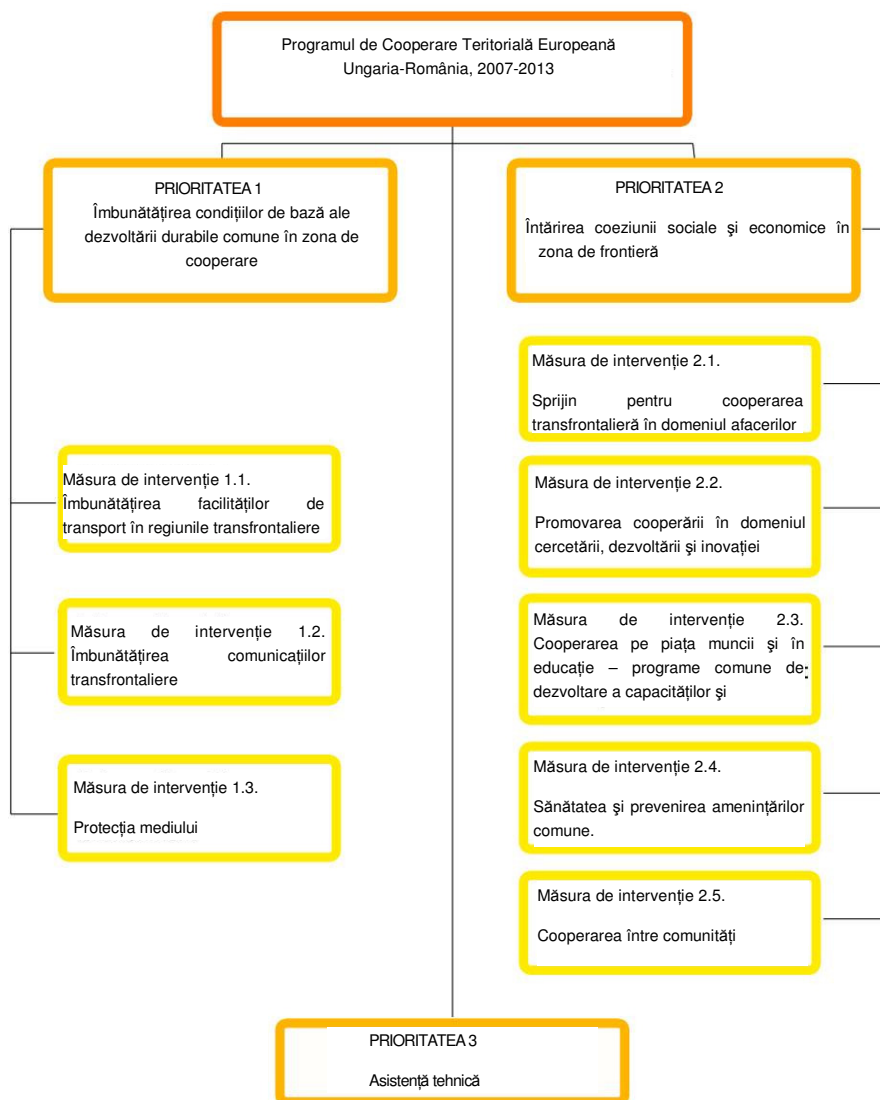 Programul de Cooperare Teritorială Europeană
Ungaria-România, 2007-2013
PRIORITATEA 1
Îmbunătățirea condițiilor de bază ale
dezvoltării durabile comune în zona de
cooperare
PRIORITATEA 2
Întărirea coeziunii sociale şi economice în
zona de frontieră
Măsura de intervenție 1.1.
Îmbunătățirea facilităților de
transport în regiunile transfrontaliere
Măsura de intervenție 1.2.
Îmbunătățirea comunicațiilor
transfrontaliere
Măsura de intervenție 1.3.
Protecția mediului
Măsura de intervenție 2.1.
Sprijin pentru cooperarea
transfrontalieră în domeniul afacerilor
Măsura de intervenție 2.2.
Promovarea cooperării în domeniul
cercetării, dezvoltării şi inovației
Măsura de intervenție 2.3.
Cooperarea pe piața muncii şi în
educație – programe comune de
dezvoltare a capacităților şi
Măsura de intervenție 2.4.
Sănătatea şi prevenirea amenințărilor
comune.
Măsura de intervenție 2.5.
Cooperarea între comunități
PRIORITATEA 3
Asistență tehnică